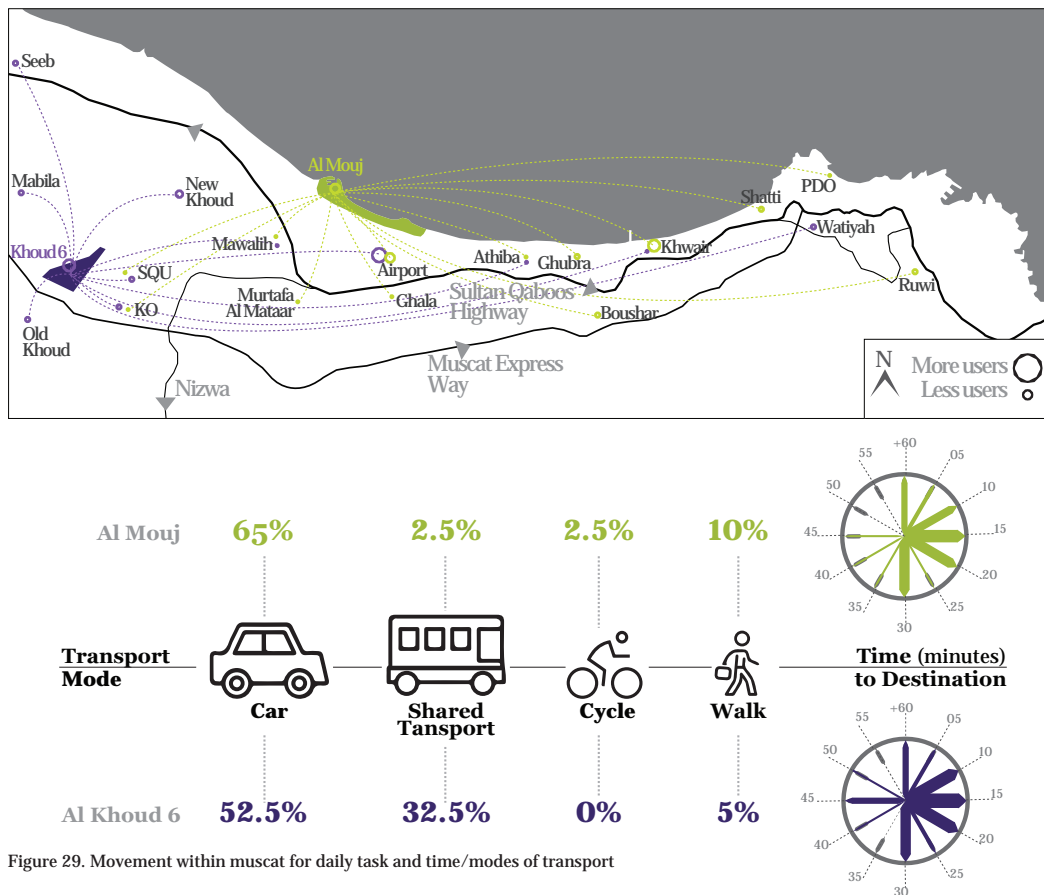 Seeb
Al Mouj
PDO
Mabila
New
Khoud
Shatti
Watiyah
Mawalih
Khoud 6
Khwair
Athiba
Ghubra
Airport
SQU
Ruwi
Murtafa
Al Mataar
Ghala
Sultan Qaboos
Highway
KO
Boushar
Old
Khoud
Muscat Express
Way
Nizwa
N
More users
Less users
+60
05
10
15
20
25
30
35
40
45
50
55
Al Mouj
65%
2.5%
2.5%
10%
Transport
Mode
Car
Shared
Tansport
Cycle
Walk
Time (minutes)
to Destination
Al Khoud 6
52.5%
32.5%
0%
5%
+60
05
10
15
20
25
30
35
40
45
50
55
Figure 29. Movement within muscat for daily task and time/modes of transport